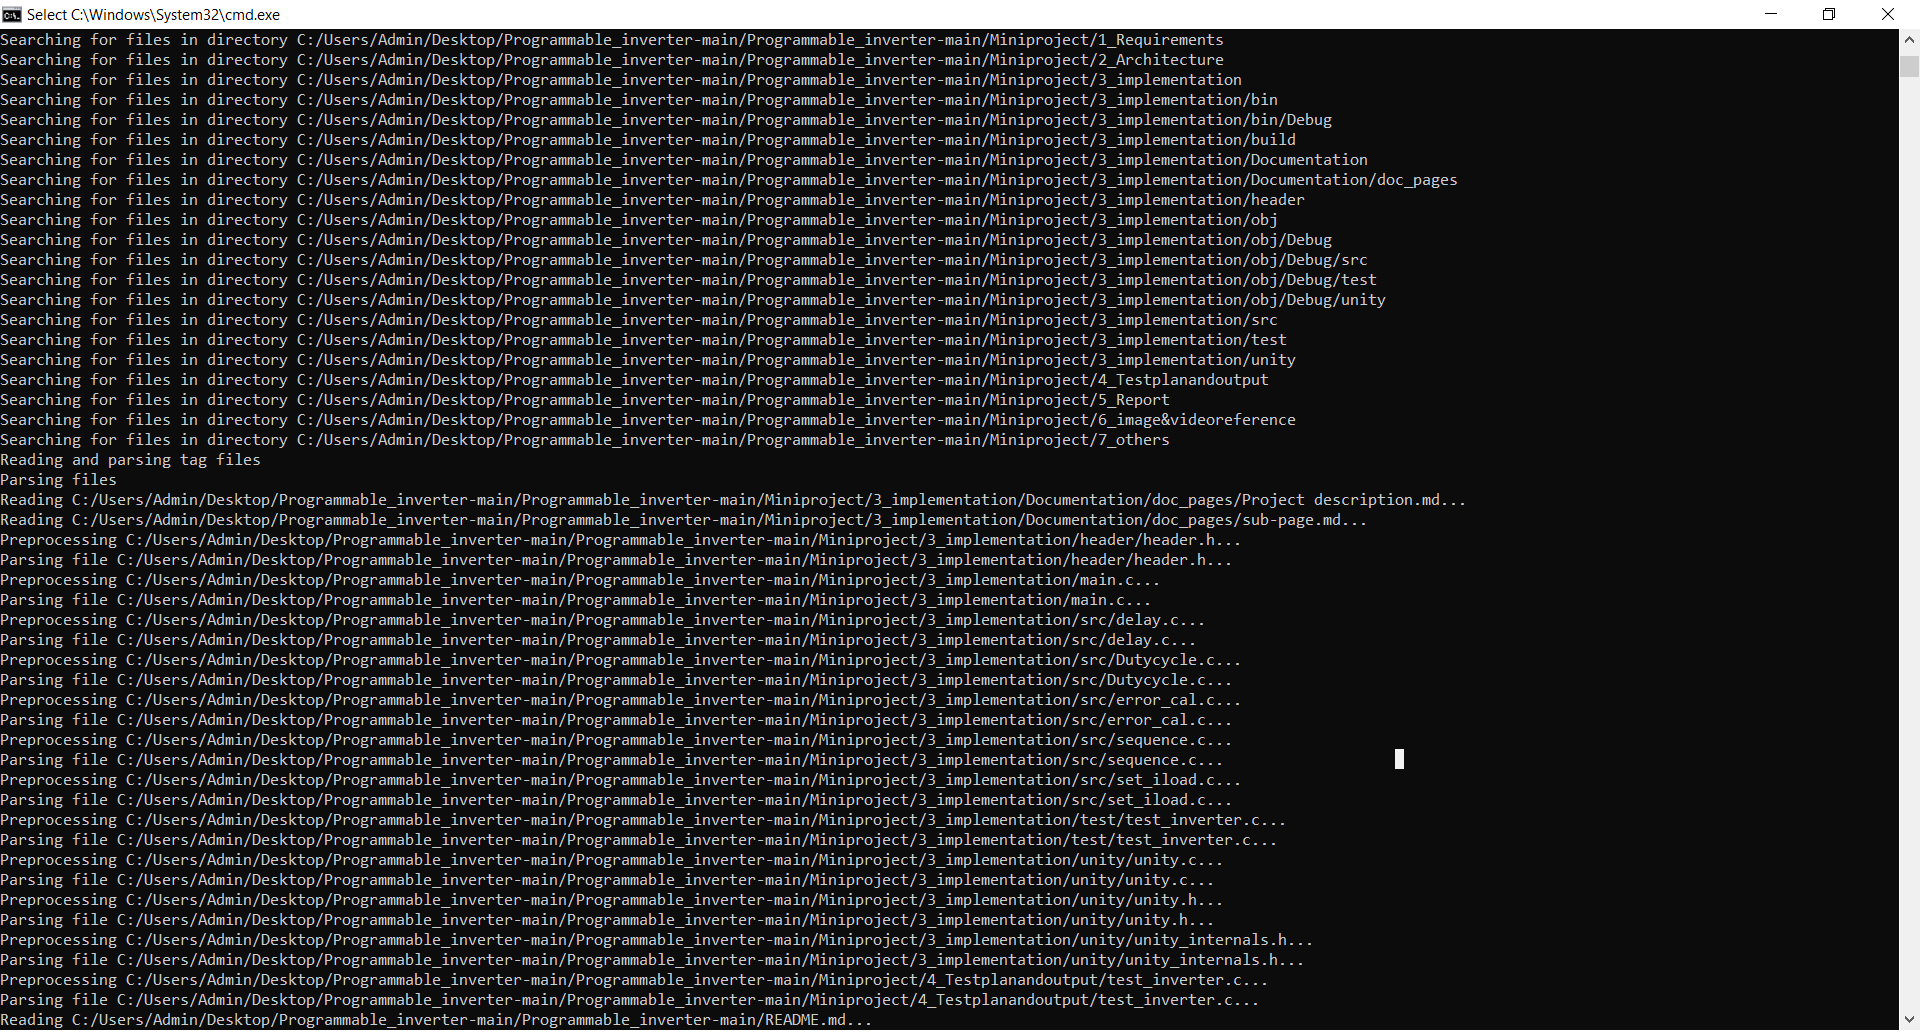 Select C:\Windows\System32\cmd.exe
Searching for files in directory C:/Users/Admin/Desktop/Programmable_inverter-main/Programmable_inverter-main/Miniproject/1_Requirements
Searching for files in directory C:/Users/Admin/Desktop/Programmable_inverter-main/Programmable_inverter-main/Miniproject/2_Architecture
Searching for files in directory C:/Users/Admin/Desktop/Programmable_inverter-main/Programmable_inverter-main/Miniproject/3_implementation
Searching for files in directory C:/Users/Admin/Desktop/Programmable_inverter-main/Programmable_inverter-main/Miniproject/3_implementation/bin
Searching for files in directory C:/Users/Admin/Desktop/Programmable_inverter-main/Programmable_inverter-main/Miniproject/3_implementation/bin/Debug
Searching for files in directory C:/Users/Admin/Desktop/Programmable_inverter-main/Programmable_inverter-main/Miniproject/3_implementation/build
Searching for files in directory C:/Users/Admin/Desktop/Programmable_inverter-main/Programmable_inverter-main/Miniproject/3_implementation/Documentation
Searching for files in directory C:/Users/Admin/Desktop/Programmable_inverter-main/Programmable_inverter-main/Miniproject/3_implementation/Documentation/doc_pages
Searching for files in directory C:/Users/Admin/Desktop/Programmable_inverter-main/Programmable_inverter-main/Miniproject/3_implementation/header
Searching for files in directory C:/Users/Admin/Desktop/Programmable_inverter-main/Programmable_inverter-main/Miniproject/3_implementation/obj
Searching for files in directory C:/Users/Admin/Desktop/Programmable_inverter-main/Programmable_inverter-main/Miniproject/3_implementation/obj/Debug
Searching for files in directory C:/Users/Admin/Desktop/Programmable_inverter-main/Programmable_inverter-main/Miniproject/3_implementation/obj/Debug/src
Searching for files in directory C:/Users/Admin/Desktop/Programmable_inverter-main/Programmable_inverter-main/Miniproject/3_implementation/obj/Debug/test
Searching for files in directory C:/Users/Admin/Desktop/Programmable_inverter-main/Programmable_inverter-main/Miniproject/3_implementation/obj/Debug/unity
Searching for files in directory C:/Users/Admin/Desktop/Programmable_inverter-main/Programmable_inverter-main/Miniproject/3_implementation/src
Searching for files in directory C:/Users/Admin/Desktop/Programmable_inverter-main/Programmable_inverter-main/Miniproject/3_implementation/test
Searching for files in directory C:/Users/Admin/Desktop/Programmable_inverter-main/Programmable_inverter-main/Miniproject/3_implementation/unity
Searching for files in directory C:/Users/Admin/Desktop/Programmable_inverter-main/Programmable_inverter-main/Miniproject/4_Testplanandoutput
Searching for files in directory C:/Users/Admin/Desktop/Programmable_inverter-main/Programmable_inverter-main/Miniproject/5_Report
Searching for files in directory C:/Users/Admin/Desktop/Programmable_inverter-main/Programmable_inverter-main/Miniproject/6_image&videoreference
Searching for files in directory C:/Users/Admin/Desktop/Programmable_inverter-main/Programmable_inverter-main/Miniproject/7_others
Reading and parsing tag files
Parsing files
Reading C:/Users/Admin/Desktop/Programmable_inverter-main/Programmable_inverter-main/Miniproject/3_implementation/Documentation/doc_pages/Project description.md...
Reading C:/Users/Admin/Desktop/Programmable_inverter-main/Programmable_inverter-main/Miniproject/3_implementation/Documentation/doc_pages/sub-page.md...
Preprocessing C:/Users/Admin/Desktop/Programmable_inverter-main/Programmable_inverter-main/Miniproject/3_implementation/header/header.h...
Parsing file C:/Users/Admin/Desktop/Programmable_inverter-main/Programmable_inverter-main/Miniproject/3_implementation/header/header.h...
Preprocessing C:/Users/Admin/Desktop/Programmable_inverter-main/Programmable_inverter-main/Miniproject/3_implementation/main.c...
Parsing file C:/Users/Admin/Desktop/Programmable_inverter-main/Programmable_inverter-main/Miniproject/3_implementation/main.c...
Preprocessing C:/Users/Admin/Desktop/Programmable_inverter-main/Programmable_inverter-main/Miniproject/3_implementation/src/delay.c...
Parsing file C:/Users/Admin/Desktop/Programmable_inverter-main/Programmable_inverter-main/Miniproject/3_implementation/src/delay.c...
Preprocessing C:/Users/Admin/Desktop/Programmable_inverter-main/Programmable_inverter-main/Miniproject/3_implementation/src/Dutycycle.c...
Parsing file C:/Users/Admin/Desktop/Programmable_inverter-main/Programmable_inverter-main/Miniproject/3_implementation/src/Dutycycle.c...
Preprocessing C:/Users/Admin/Desktop/Programmable_inverter-main/Programmable_inverter-main/Miniproject/3_implementation/src/error_cal.c...
Parsing file C:/Users/Admin/Desktop/Programmable_inverter-main/Programmable_inverter-main/Miniproject/3_implementation/src/error_cal.c...
Preprocessing C:/Users/Admin/Desktop/Programmable_inverter-main/Programmable_inverter-main/Miniproject/3_implementation/src/sequence.c...
Parsing file C:/Users/Admin/Desktop/Programmable_inverter-main/Programmable_inverter-main/Miniproject/3_implementation/src/sequence.c...
Preprocessing C:/Users/Admin/Desktop/Programmable_inverter-main/Programmable_inverter-main/Miniproject/3_implementation/src/set_iload.c...
Parsing file C:/Users/Admin/Desktop/Programmable_inverter-main/Programmable_inverter-main/Miniproject/3_implementation/src/set_iload.c...
Preprocessing C:/Users/Admin/Desktop/Programmable_inverter-main/Programmable_inverter-main/Miniproject/3_implementation/test/test_inverter.c...
Parsing file C:/Users/Admin/Desktop/Programmable_inverter-main/Programmable_inverter-main/Miniproject/3_implementation/test/test_inverter.c...
Preprocessing C:/Users/Admin/Desktop/Programmable_inverter-main/Programmable_inverter-main/Miniproject/3_implementation/unity/unity.c...
Parsing file C:/Users/Admin/Desktop/Programmable_inverter-main/Programmable_inverter-main/Miniproject/3_implementation/unity/unity.c...
Preprocessing C:/Users/Admin/Desktop/Programmable_inverter-main/Programmable_inverter-main/Miniproject/3_implementation/unity/unity.h...
Parsing file C:/Users/Admin/Desktop/Programmable_inverter-main/Programmable_inverter-main/Miniproject/3_implementation/unity/unity.h...
Preprocessing C:/Users/Admin/Desktop/Programmable_inverter-main/Programmable_inverter-main/Miniproject/3_implementation/unity/unity_internals.h...
Parsing file C:/Users/Admin/Desktop/Programmable_inverter-main/Programmable_inverter-main/Miniproject/3_implementation/unity/unity_internals.h...
Preprocessing C:/Users/Admin/Desktop/Programmable_inverter-main/Programmable_inverter-main/Miniproject/4_Testplanandoutput/test_inverter.c...
Parsing file C:/Users/Admin/Desktop/Programmable_inverter-main/Programmable_inverter-main/Miniproject/4_Testplanandoutput/test_inverter.c...
Reading C:/Users/Admin/Desktop/Programmable_inverter-main/Programmable_inverter-main/README.md...